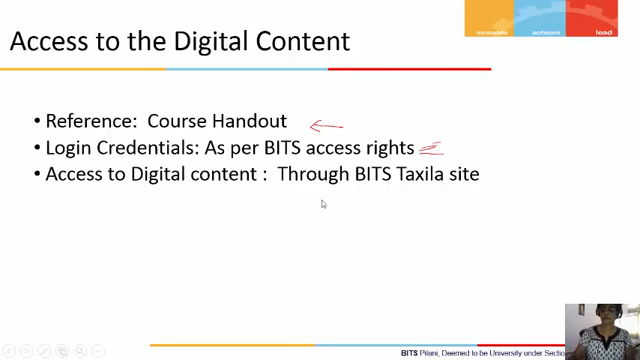 innovate achieve lead
Access to the Digital Content
• Reference: Course Handout
• Login Credentials: As per BITS access rights
• Access to Digital content : Through BITS Taxila site
BITS Pilani, Deemed to be University under Section